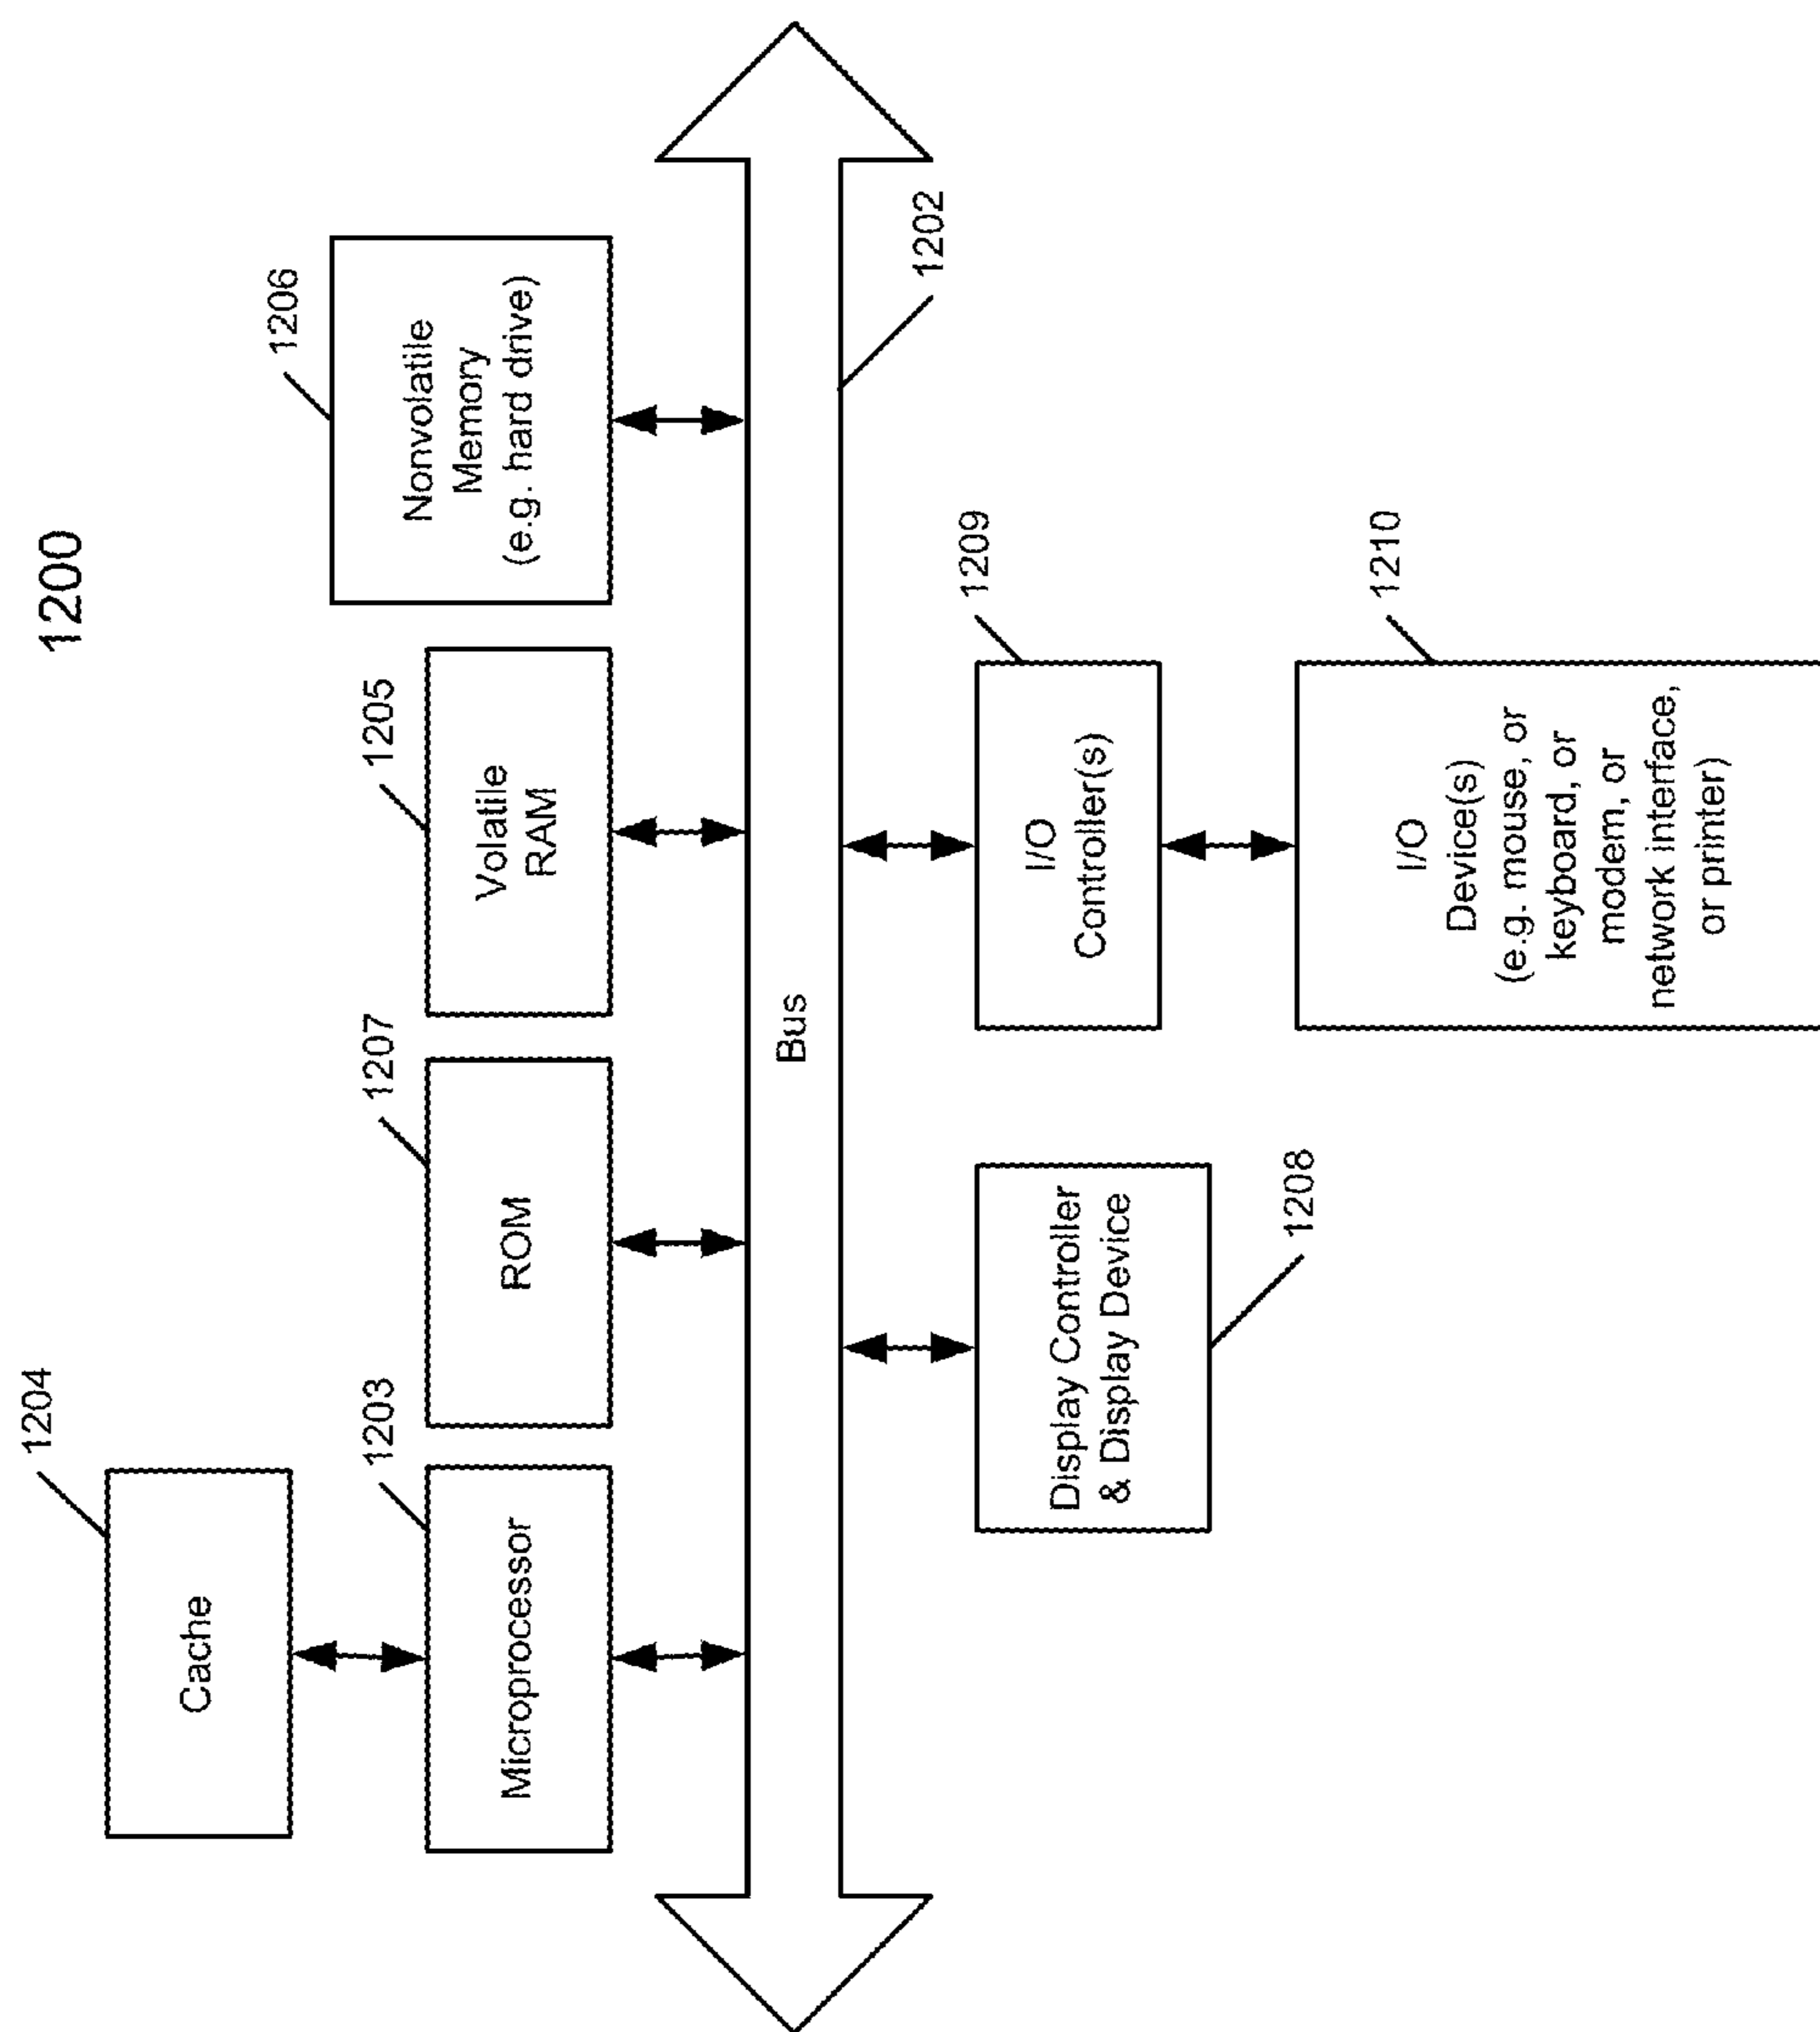 1200
1204
Cache
1203
Microprocessor
1207
ROM
1205
Volatile
RAM
1206
Nonvolatile
Memory
(e.g. hard drive)
Bus
1202
Display Controller
& Display Device
1208
1209
I/O
Controller(s)
1210
I/O
Device(s)
(e.g. mouse, or
keyboard, or
modem, or
network interface,
or printer)